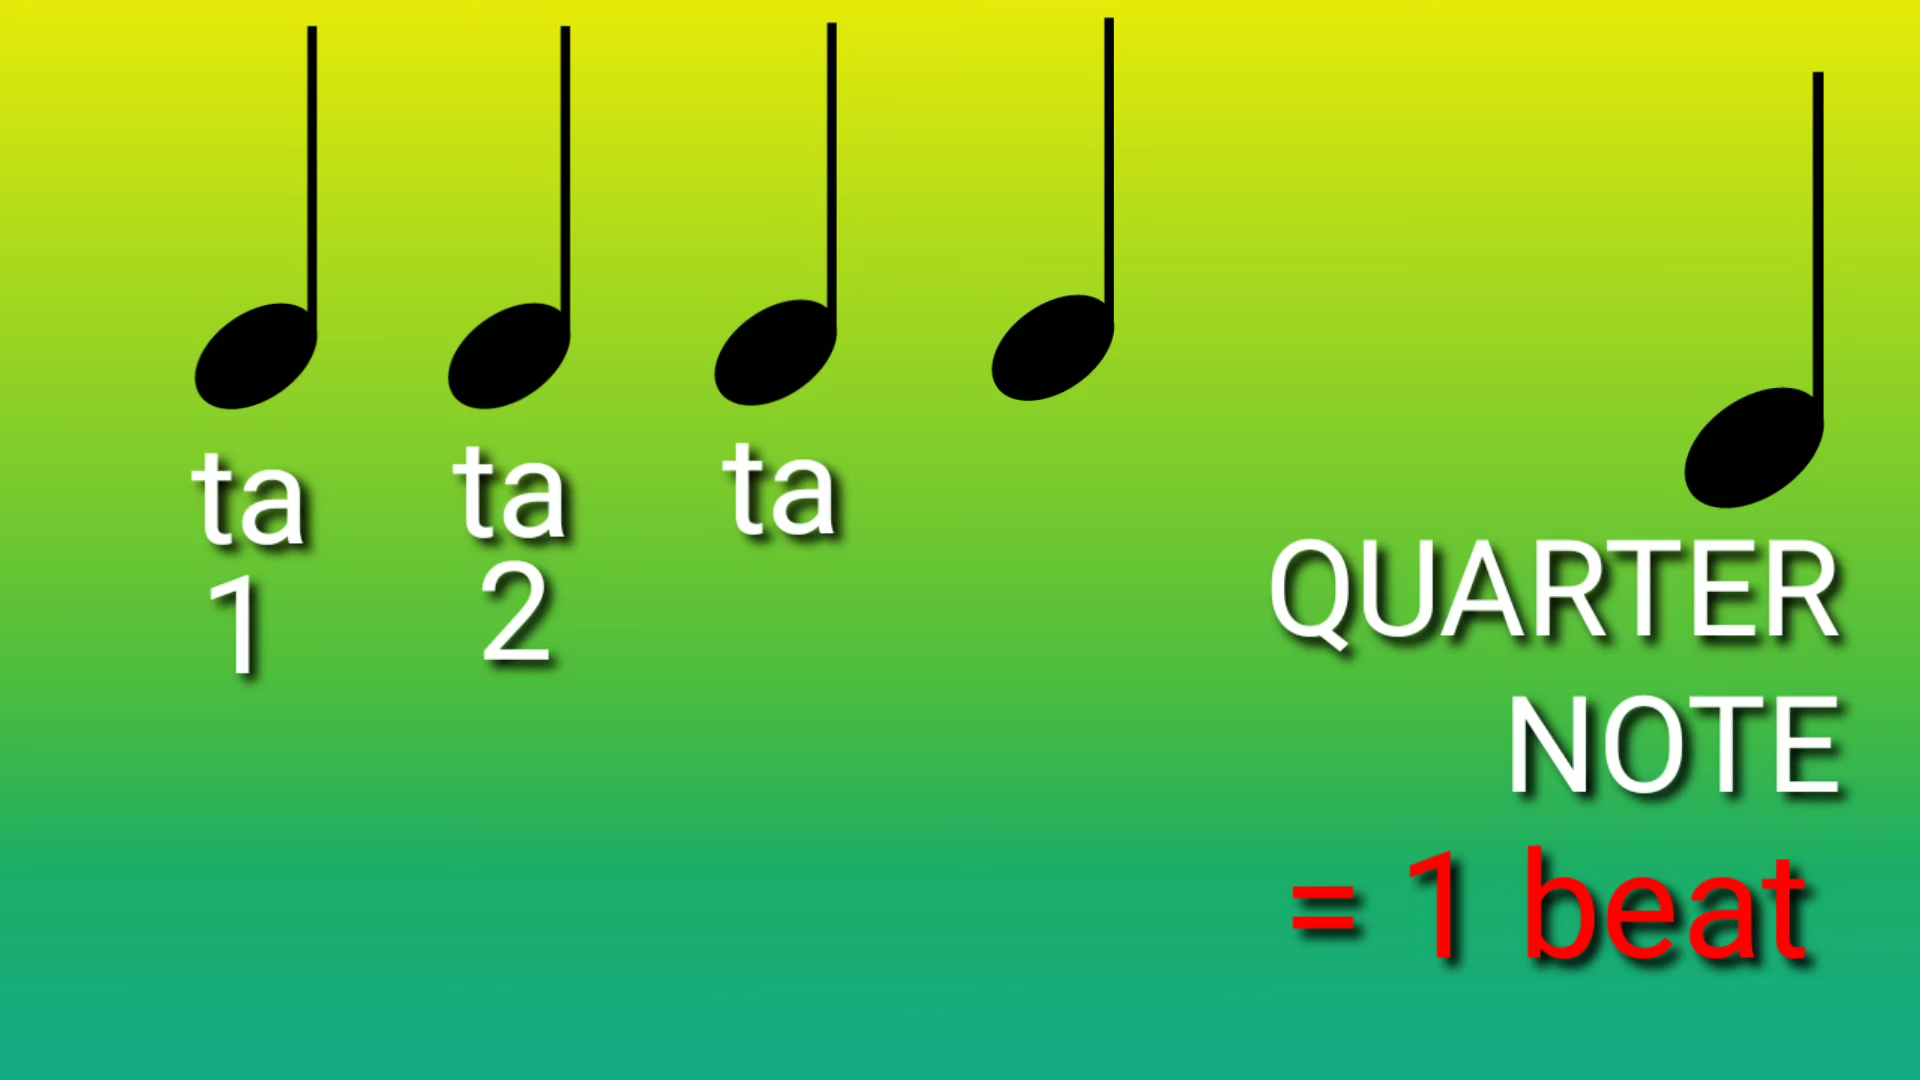 ta ta ta
1 2
QUARTER
NOTE
= 1 beat